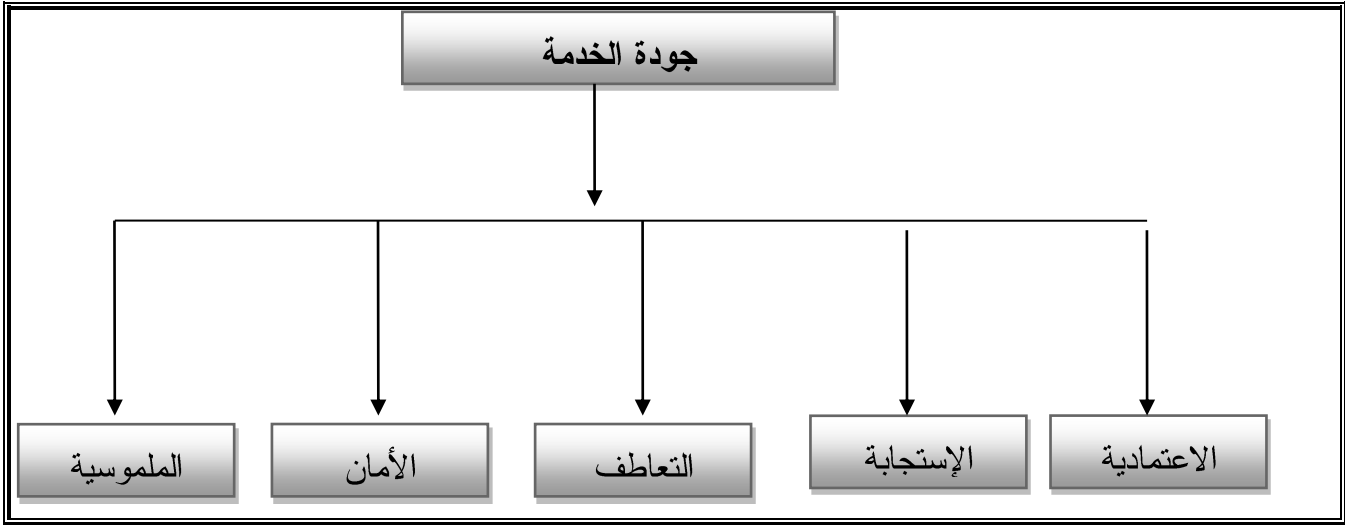 جودة الخدمة
الاعتمادية
الإستجابة
التعاطف
الأمان
الملموسية